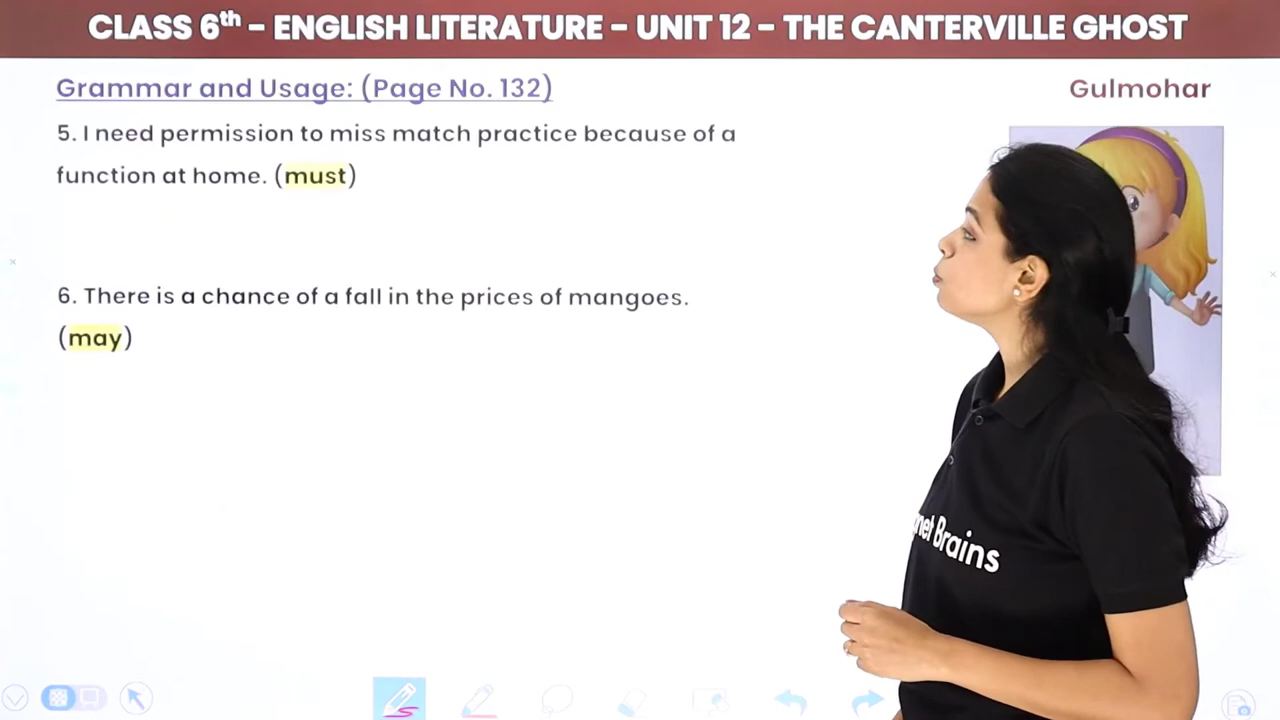 CLASS 6th – ENGLISH LITERATURE – UNIT 12 – THE CANTERVILLE GHOST
Grammar and Usage: (Page No. 132)
Gulmohar
5. I need permission to miss match practice because of a
function at home. (must)
6. There is a chance of a fall in the prices of mangoes.
(may)
Brains